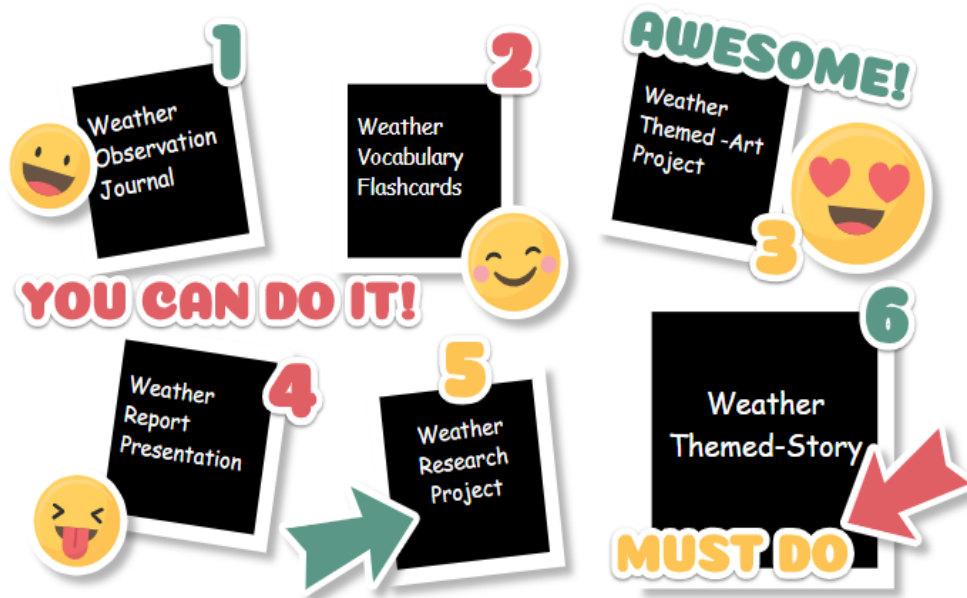 1
Weather
Observation
Journal
2
Weather
Vocabulary
Flashcards
AWESOME!
Weather
Themed -Art
Project
3
YOU CAN DO IT!
4
Weather
Report
Presentation
5
Weather
Research
Project
6
Weather
Themed-Story
MUST DO